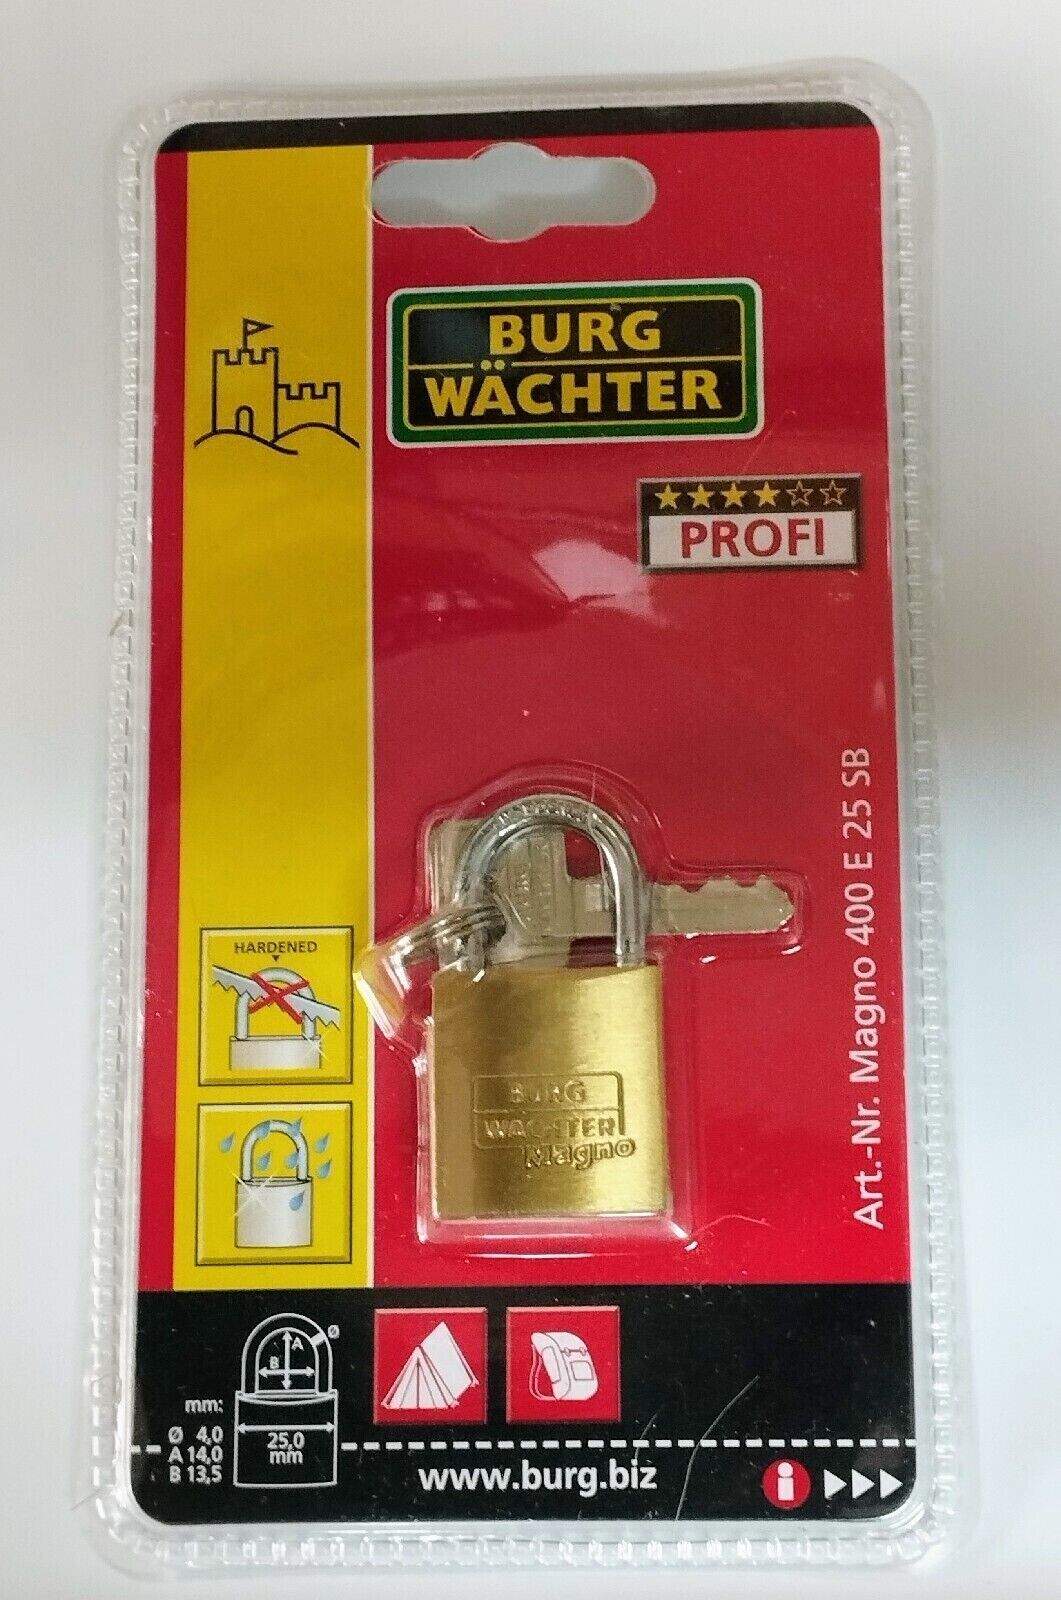 BURG
WÄCHTER
PROFI
Art.-Nr. Magno 400 E 25 SB
HARDENED
BURG
WÄCHTER
Magno
A
Ø
B
mm:
Ø 4,0
A 14,0
B 13,5
25,0
mm
www.burg.biz
i